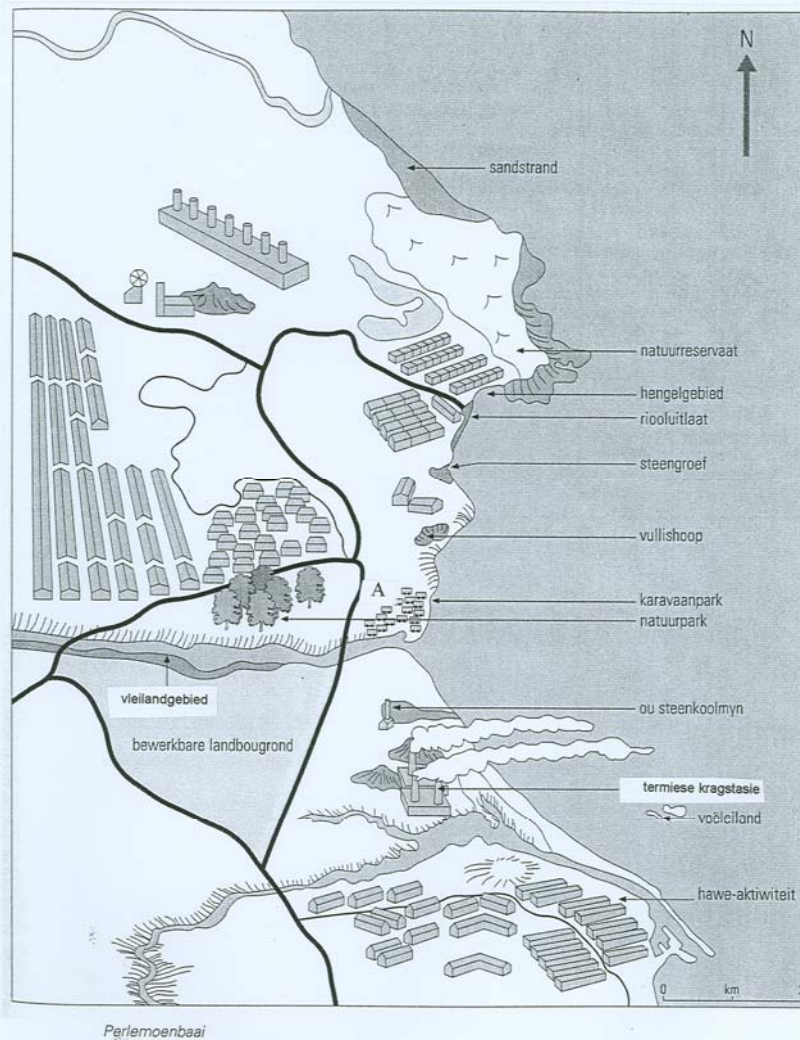 N
sandstrand
natuurreservaat
hengelgebied
riooluitlaat
steengroef
vullishoop
A
karavaanpark
natuurpark
vleilandgebied
ou steenkoolmyn
bewerkbare landbougrond
termiese kragstasie
voëleiland
hawe-aktiwiteit
0 km
Perlemoenbaai